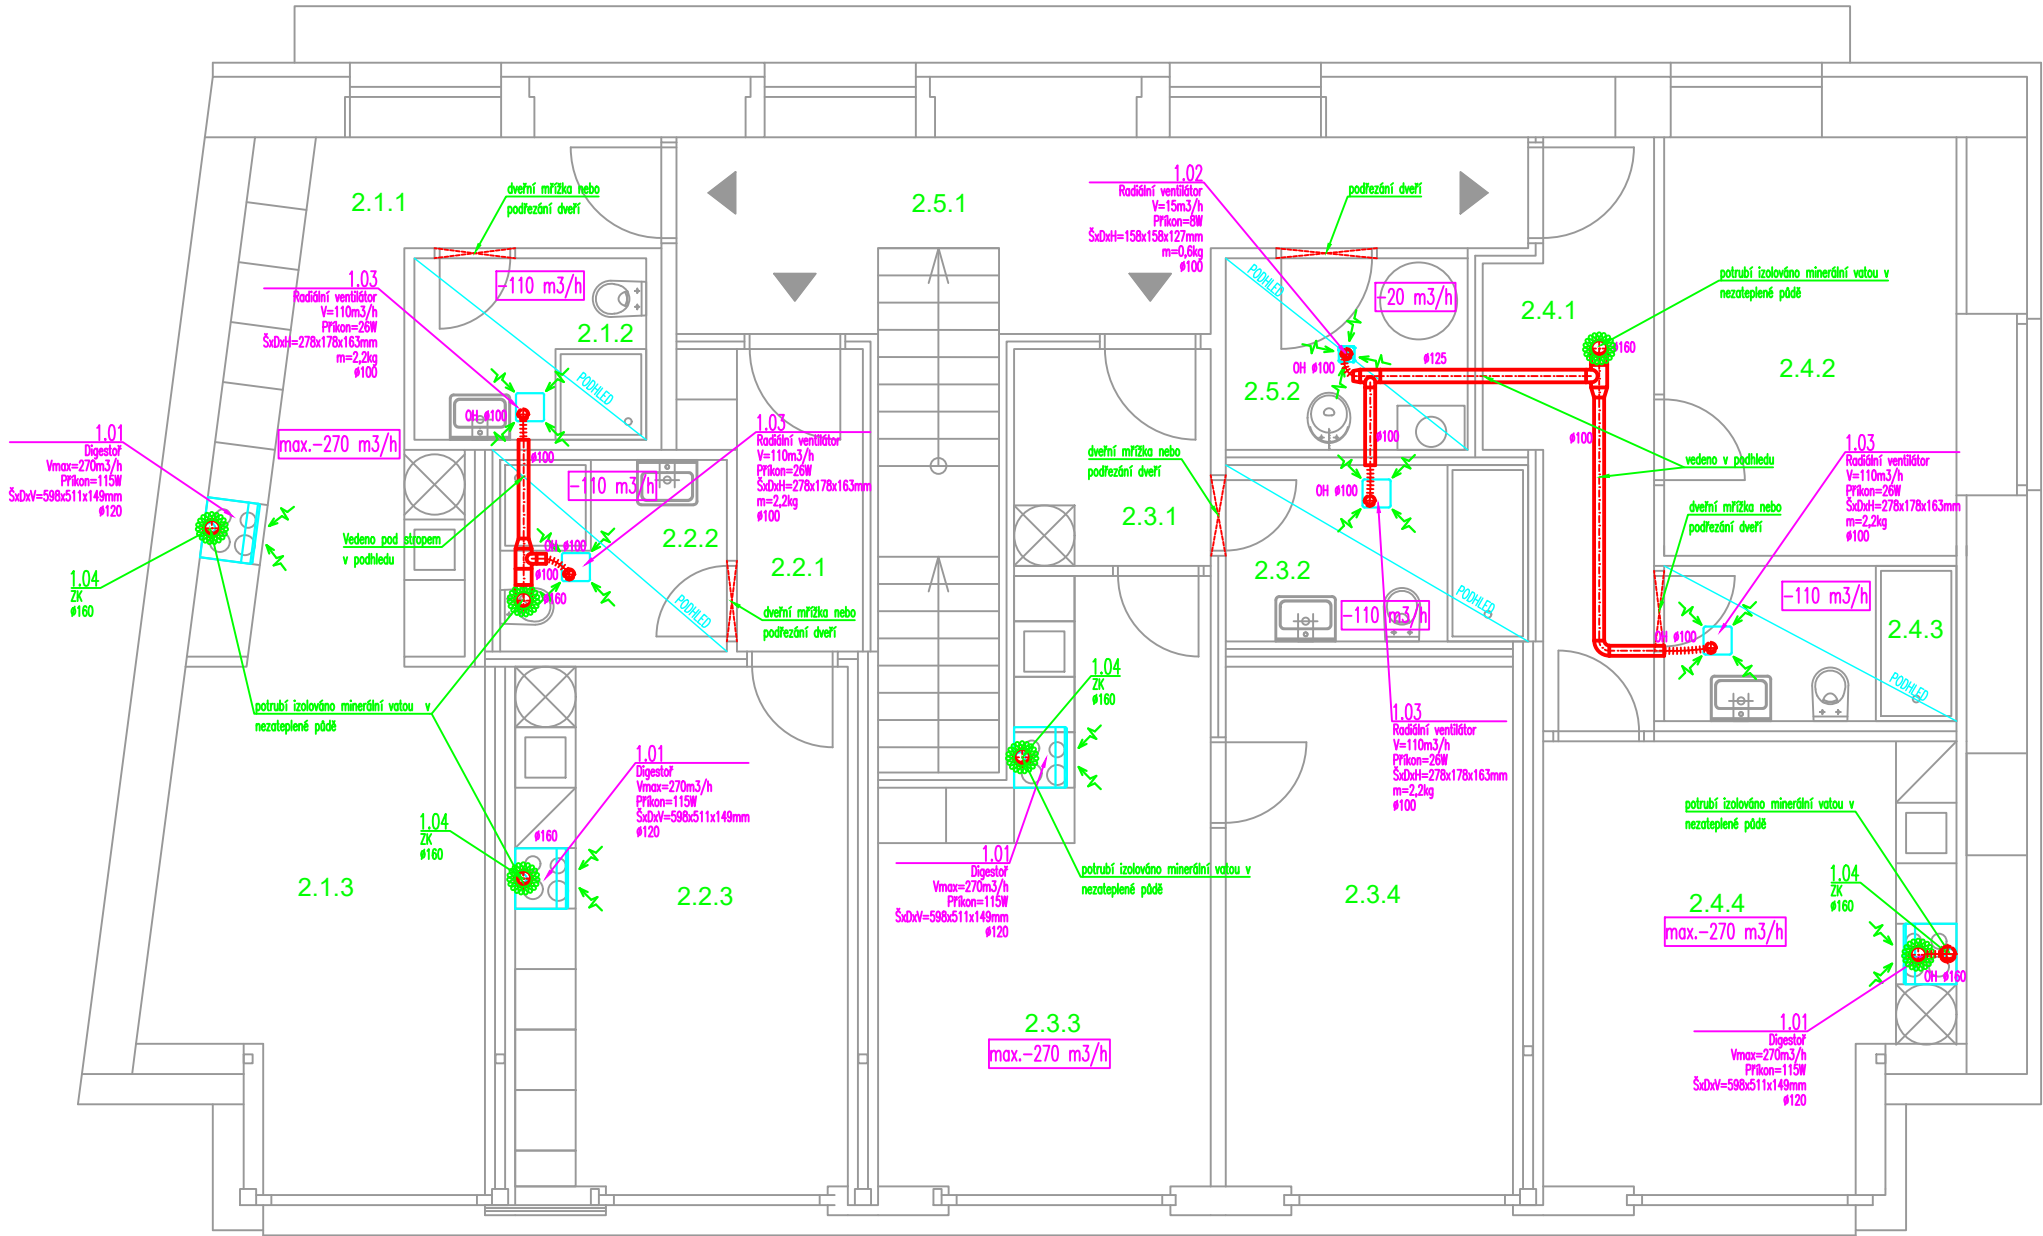 2.1.1
dveřní mřížka nebo
podřezání dveří
2.5.1
1.02
Radiální ventilátor
V=15m3/h
Příkon=8W
ŠxDxH=158x158x127mm
m=0,6kg
ø100
podřezání dveří
1.03
Radiální ventilátor
V=110m3/h
Příkon=26W
ŠxDxH=278x178x163mm
m=2,2kg
ø100
-110 m3/h
2.1.2
PODHLED
OH ø100
PODHLED
-20 m3/h
2.4.1
potrubí izolováno minerální vatou v
nezateplené půdě
ø160
ø125
OH ø100
2.5.2
2.4.2
1.01
Digestoř
Vmax=270m3/h
Příkon=115W
ŠxDxV=598x511x149mm
ø120
max.-270 m3/h
1.03
Radiální ventilátor
V=110m3/h
Příkon=26W
ŠxDxH=278x178x163mm
m=2,2kg
ø100
ø100
-110 m3/h
Vedeno pod stropem
v podhledu
OH ø100
2.2.2
2.2.1
ø100
ø160
PODHLED
dveřní mřížka nebo
podřezání dveří
1.04
ZK
ø160
dveřní mřížka nebo
podřezání dveří
2.3.1
ø100
OH ø100
2.3.2
PODHLED
-110 m3/h
ø100
vedeno v podhledu
dveřní mřížka nebo
podřezání dveří
1.03
Radiální ventilátor
V=110m3/h
Příkon=26W
ŠxDxH=278x178x163mm
m=2,2kg
ø100
-110 m3/h
2.4.3
OH ø100
PODHLED
potrubí izolováno minerální vatou v
nezateplené půdě
1.04
ZK
ø160
1.03
Radiální ventilátor
V=110m3/h
Příkon=26W
ŠxDxH=278x178x163mm
m=2,2kg
ø100
1.01
Digestoř
Vmax=270m3/h
Příkon=115W
ŠxDxV=598x511x149mm
ø120
1.04
ZK
ø160
ø160
2.1.3
2.2.3
1.01
Digestoř
Vmax=270m3/h
Příkon=115W
ŠxDxV=598x511x149mm
ø120
potrubí izolováno minerální vatou v
nezateplené půdě
2.3.4
2.3.3
max.-270 m3/h
potrubí izolováno minerální vatou v
nezateplené půdě
1.04
ZK
ø160
2.4.4
max.-270 m3/h
OH ø160
1.01
Digestoř
Vmax=270m3/h
Příkon=115W
ŠxDxV=598x511x149mm
ø120